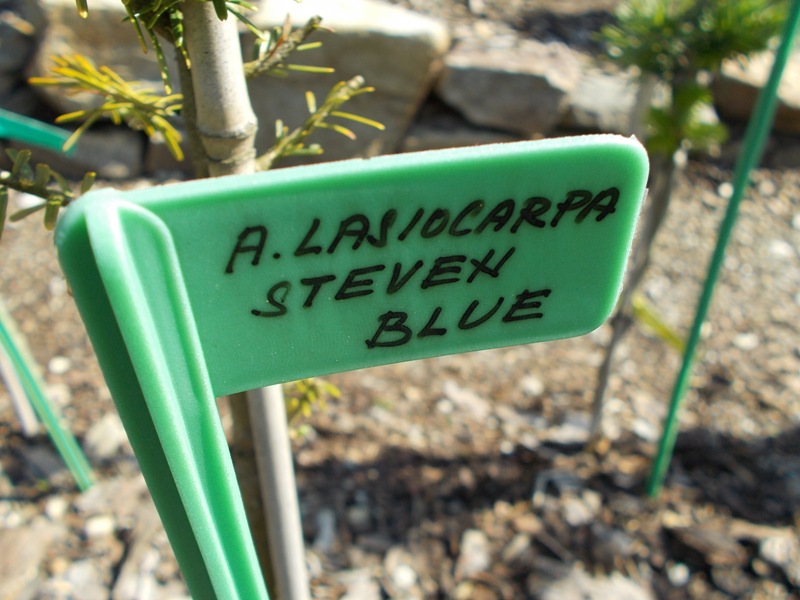 A. LASIOCARPA
STEVEN
BLUE